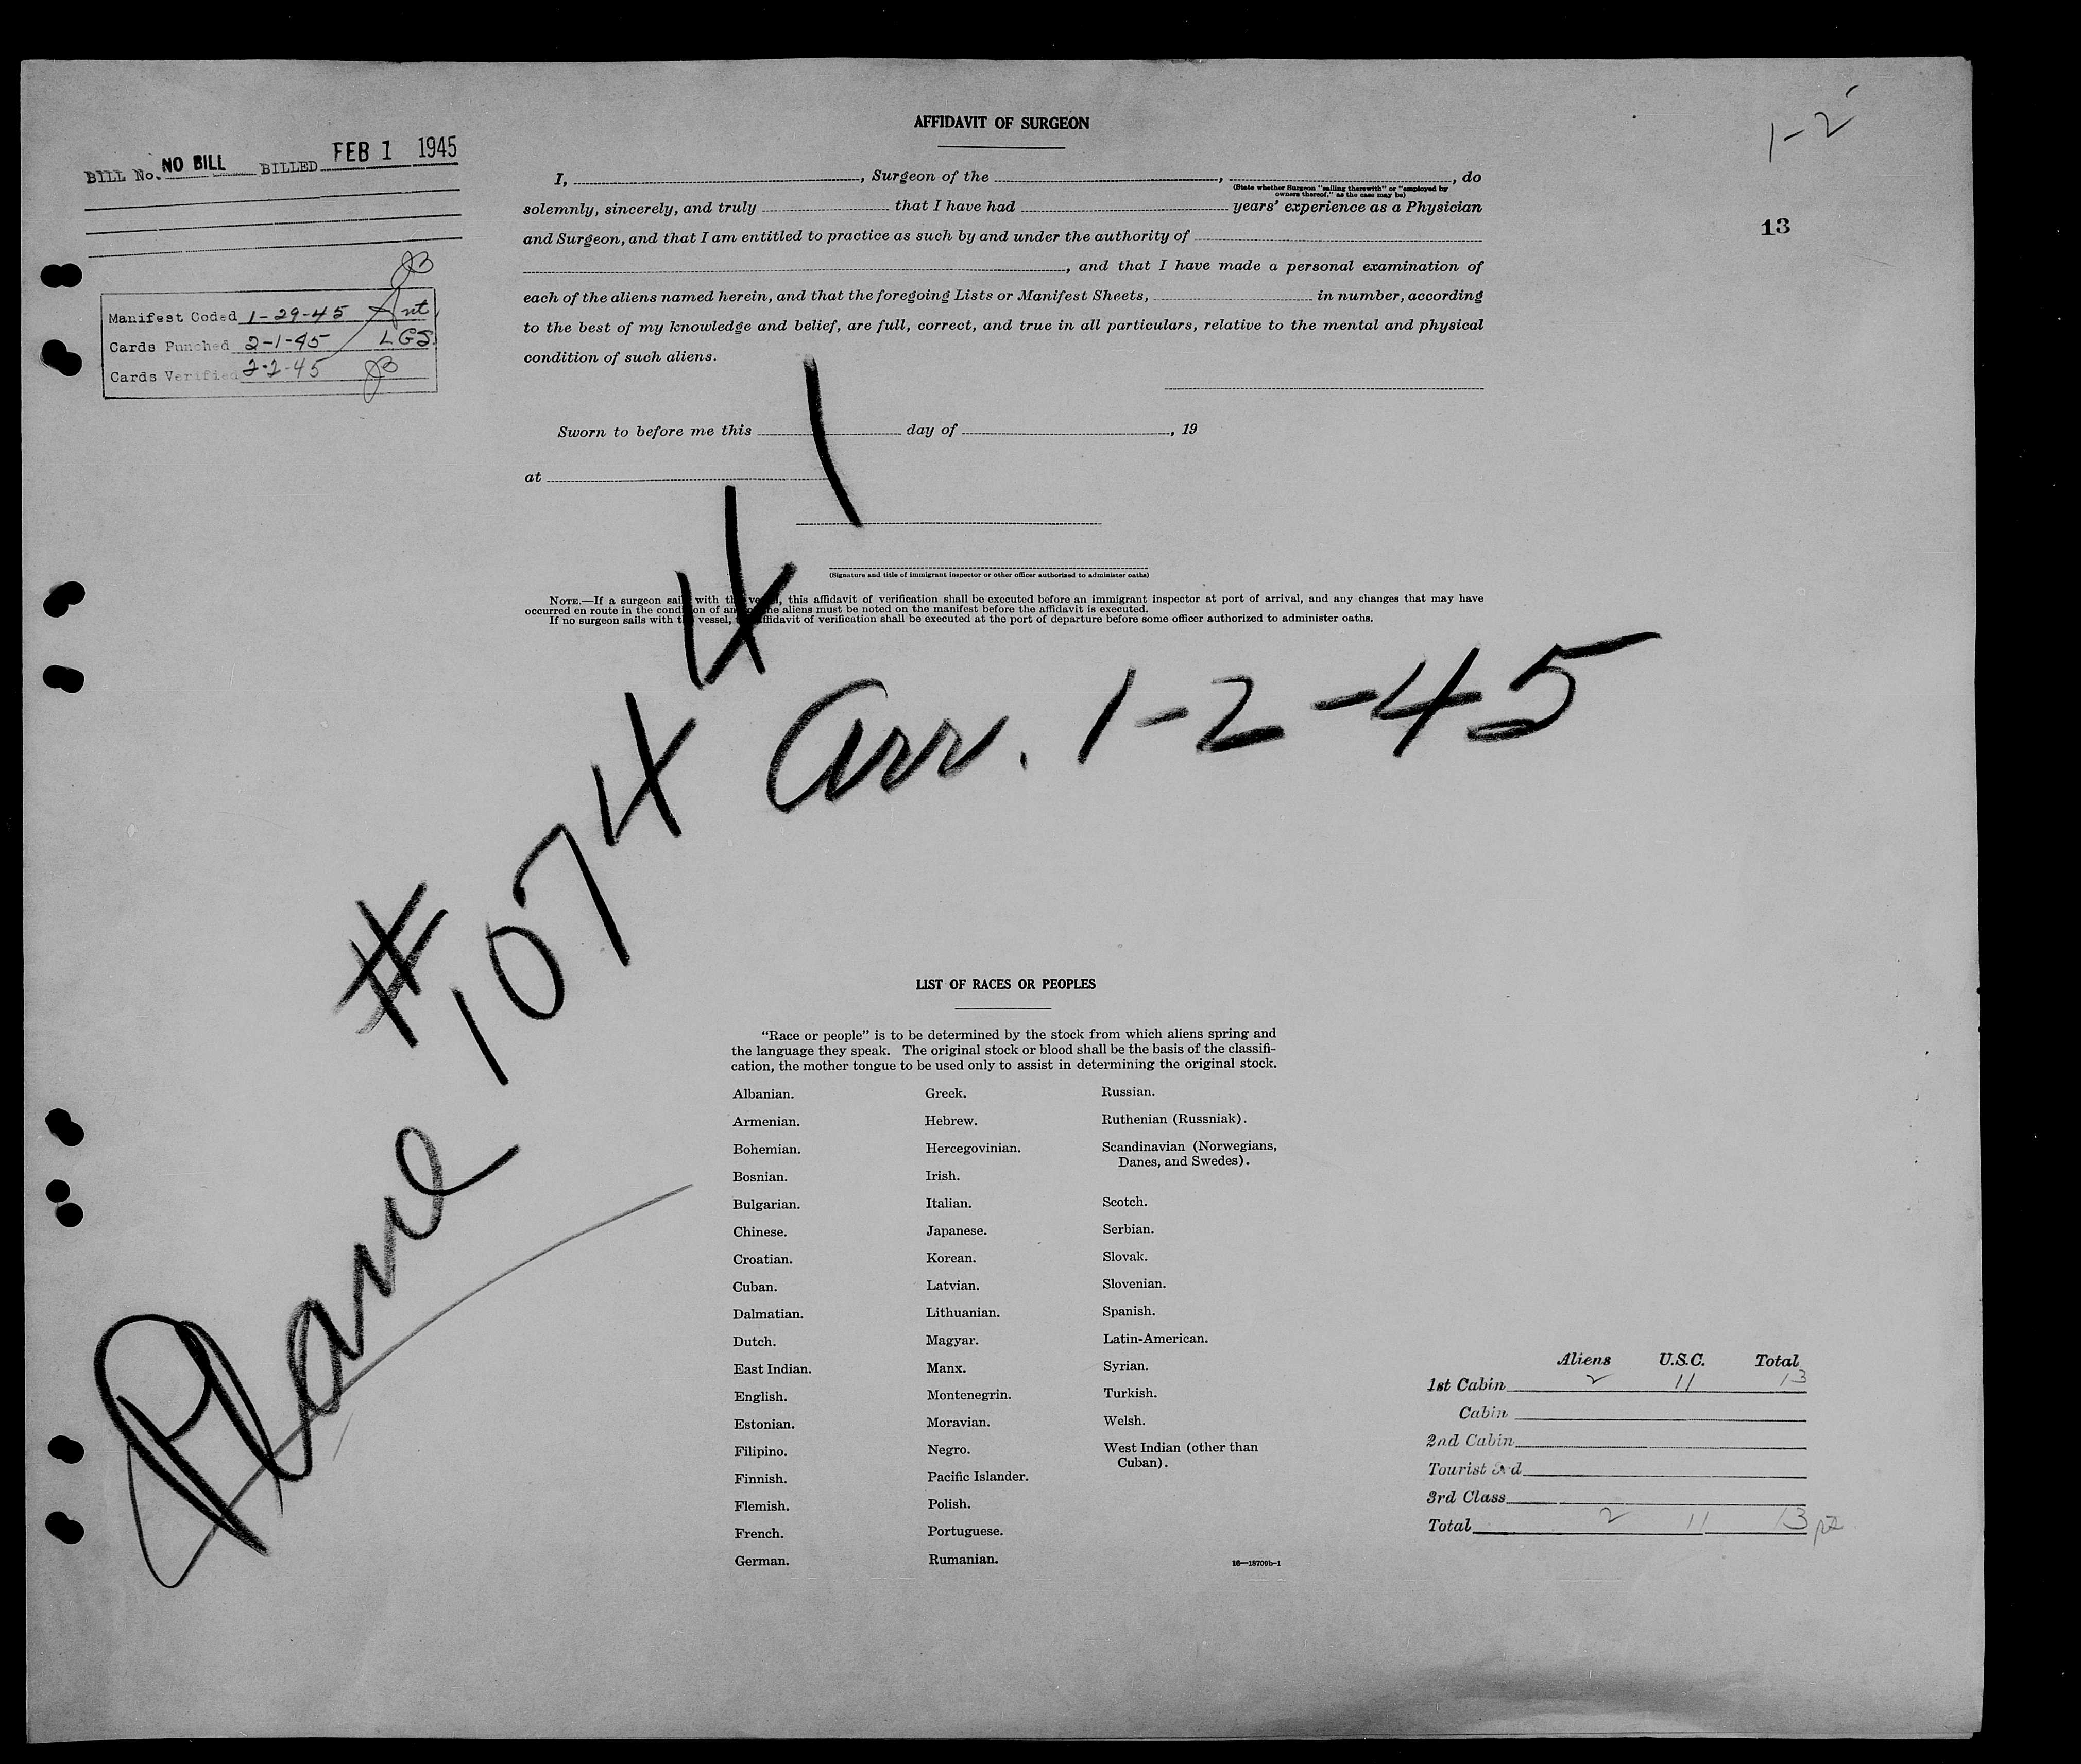 AFFIDAVIT OF SURGEON
1-2
13
BILL No. NO BILL BILLED FEB 1 1945
I, , Surgeon of the , , do
(State whether Surgeon "sailing therewith" or "employed by
owners thereof," as the case may be)
solemnly, sincerely, and truly that I have had years' experience as a Physician
and Surgeon, and that I am entitled to practice as such by and under the authority of
, and that I have made a personal examination of
each of the aliens named herein, and that the foregoing Lists or Manifest Sheets, in number, according
to the best of my knowledge and belief, are full, correct, and true in all particulars, relative to the mental and physical
condition of such aliens.
JB
Manifest Coded 1-29-45
Cards Punched 2-1-45 LGS
Cards Verified 2-2-45 JB
Sworn to before me this day of , 19
at
(Signature and title of immigrant inspector or other officer authorized to administer oaths)
NOTE.—If a surgeon sails with the vessel, this affidavit of verification shall be executed before an immigrant inspector at port of arrival, and any changes that may have
occurred en route in the condition of any of the aliens must be noted on the manifest before the affidavit is executed.
If no surgeon sails with the vessel, the affidavit of verification shall be executed at the port of departure before some officer authorized to administer oaths.
Plane # 107441
Arr. 1-2-45
LIST OF RACES OR PEOPLES
"Race or people" is to be determined by the stock from which aliens spring and
the language they speak. The original stock or blood shall be the basis of the classifi-
cation, the mother tongue to be used only to assist in determining the original stock.
Albanian.
Armenian.
Bohemian.
Bosnian.
Bulgarian.
Chinese.
Croatian.
Cuban.
Dalmatian.
Dutch.
East Indian.
English.
Estonian.
Filipino.
Finnish.
Flemish.
French.
German.
Greek.
Hebrew.
Hercegovinian.
Irish.
Italian.
Japanese.
Korean.
Latvian.
Lithuanian.
Magyar.
Manx.
Montenegrin.
Moravian.
Negro.
Pacific Islander.
Polish.
Portuguese.
Rumanian.
Russian.
Ruthenian (Russniak).
Scandinavian (Norwegians,
Danes, and Swedes).
Scotch.
Serbian.
Slovak.
Slovenian.
Spanish.
Latin-American.
Syrian.
Turkish.
Welsh.
West Indian (other than
Cuban).
16—18709b-1
Aliens U.S.C. Total
1st Cabin 2 11 13
Cabin
2nd Cabin
Tourist 3rd
3rd Class
Total 2 11 13